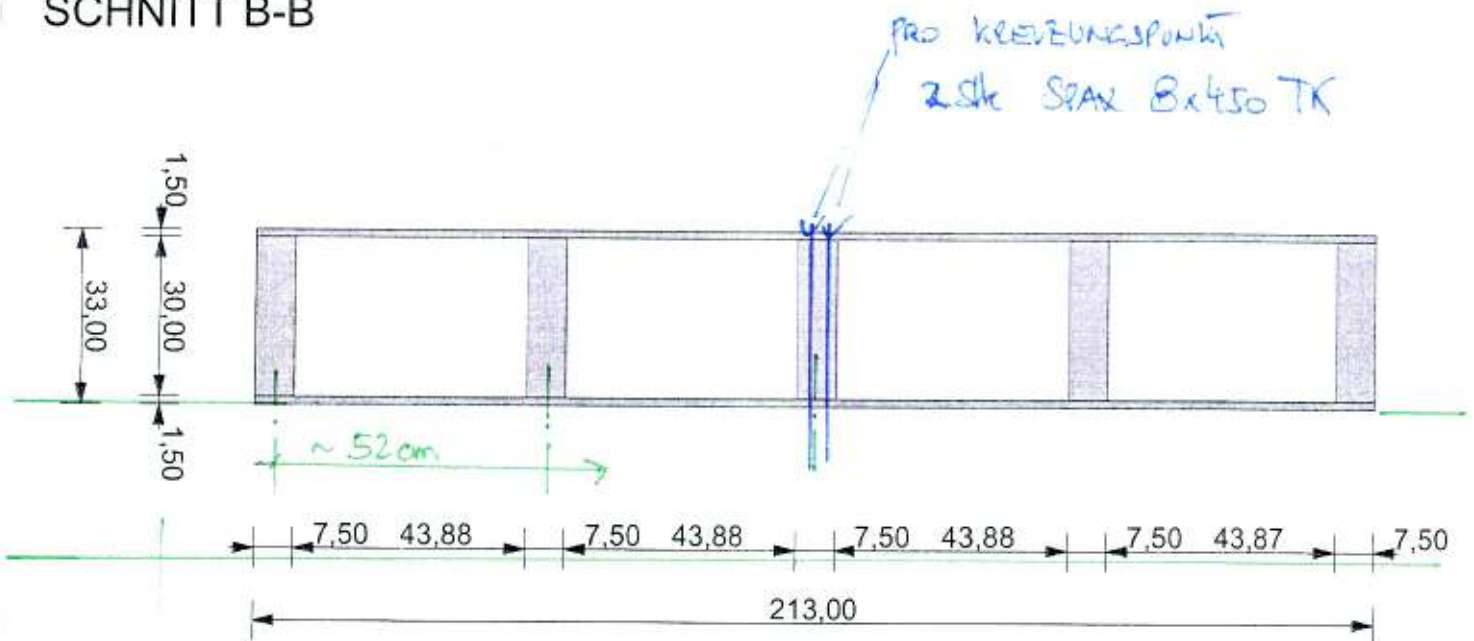 SCHNITT B-B
PRO KREUZUNGSPUNKT
2 Stk SPAX 8x450 TK
1,50
33,00
30,00
1,50
~ 52 cm
7,50 43,88 7,50 43,88 7,50 43,88 7,50 43,87 7,50
213,00